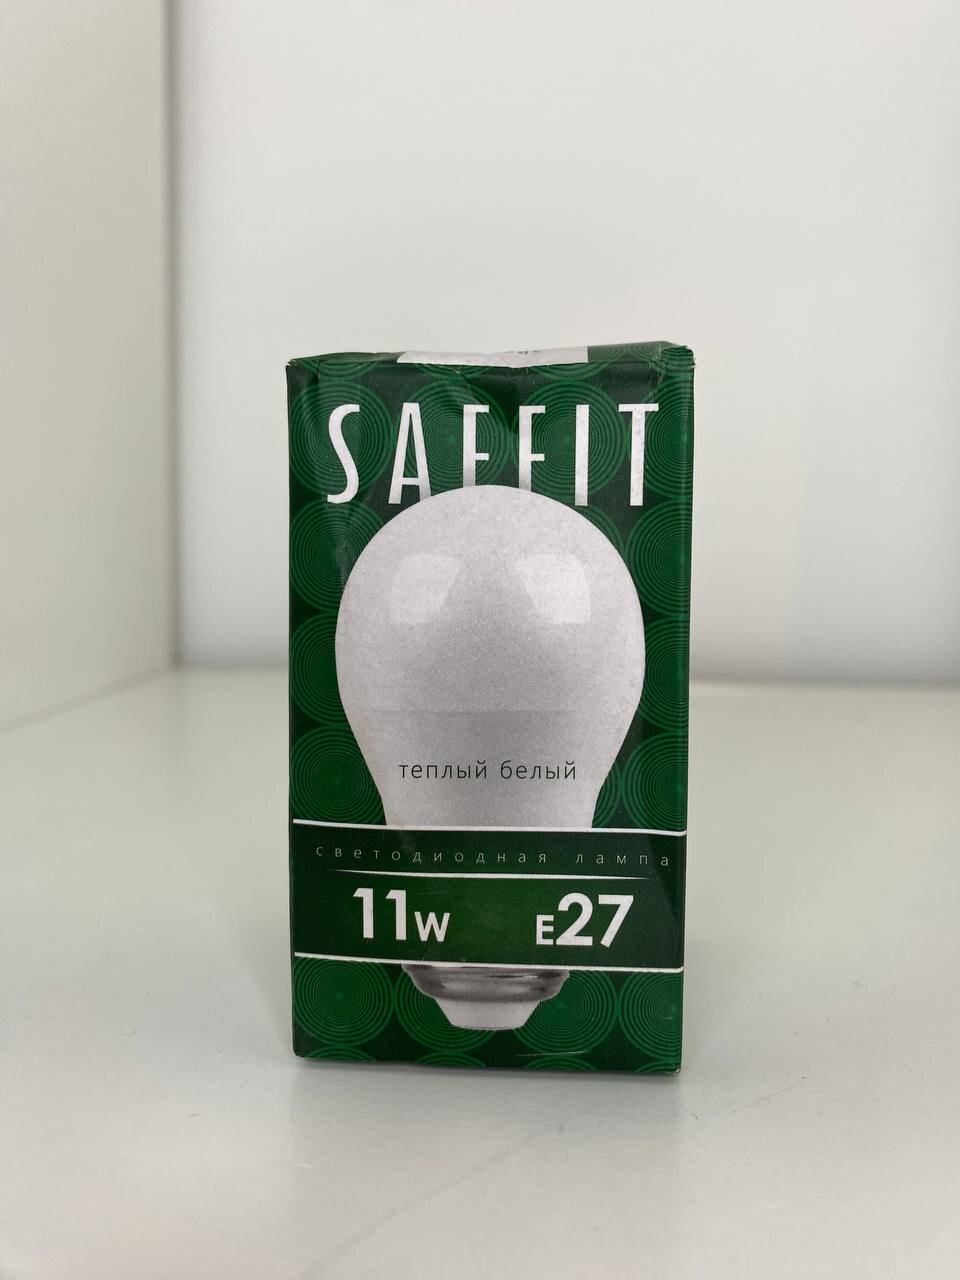 SAFFIT
теплый белый
светодиодная лампа
11W E27